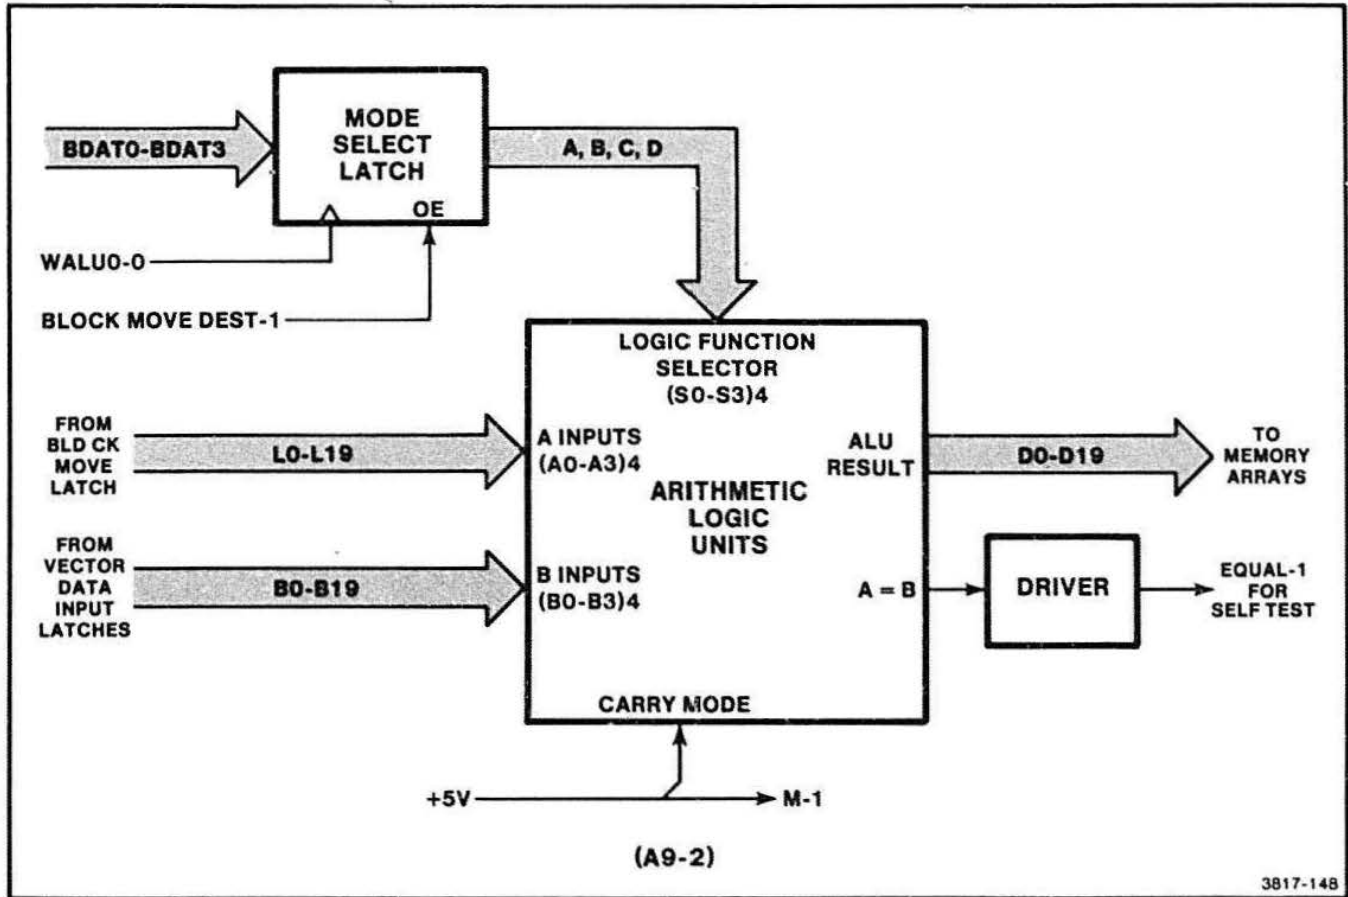 MODE
SELECT
LATCH
OE
BDAT0-BDAT3
A, B, C, D
WALU0-0
BLOCK MOVE DEST-1
LOGIC FUNCTION
SELECTOR
(S0-S3)4
FROM
BLD CK
MOVE
LATCH
L0-L19
A INPUTS
(A0-A3)4
ALU
RESULT
D0-D19
TO
MEMORY
ARRAYS
ARITHMETIC
LOGIC
UNITS
FROM
VECTOR
DATA
INPUT
LATCHES
B0-B19
B INPUTS
(B0-B3)4
A = B
DRIVER
EQUAL-1
FOR
SELF TEST
CARRY MODE
+5V
M-1
(A9-2)
3817-148